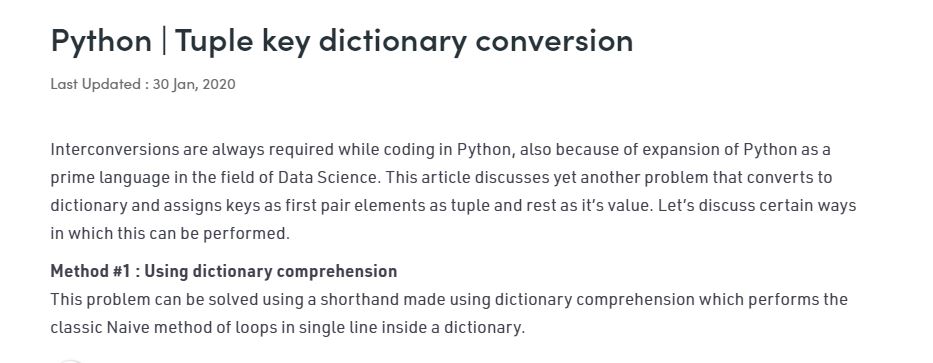 Python | Tuple key dictionary conversion
Last Updated : 30 Jan, 2020
Interconversions are always required while coding in Python, also because of expansion of Python as a
prime language in the field of Data Science. This article discusses yet another problem that converts to
dictionary and assigns keys as first pair elements as tuple and rest as it’s value. Let’s discuss certain ways
in which this can be performed.
Method #1 : Using dictionary comprehension
This problem can be solved using a shorthand made using dictionary comprehension which performs the
classic Naive method of loops in single line inside a dictionary.